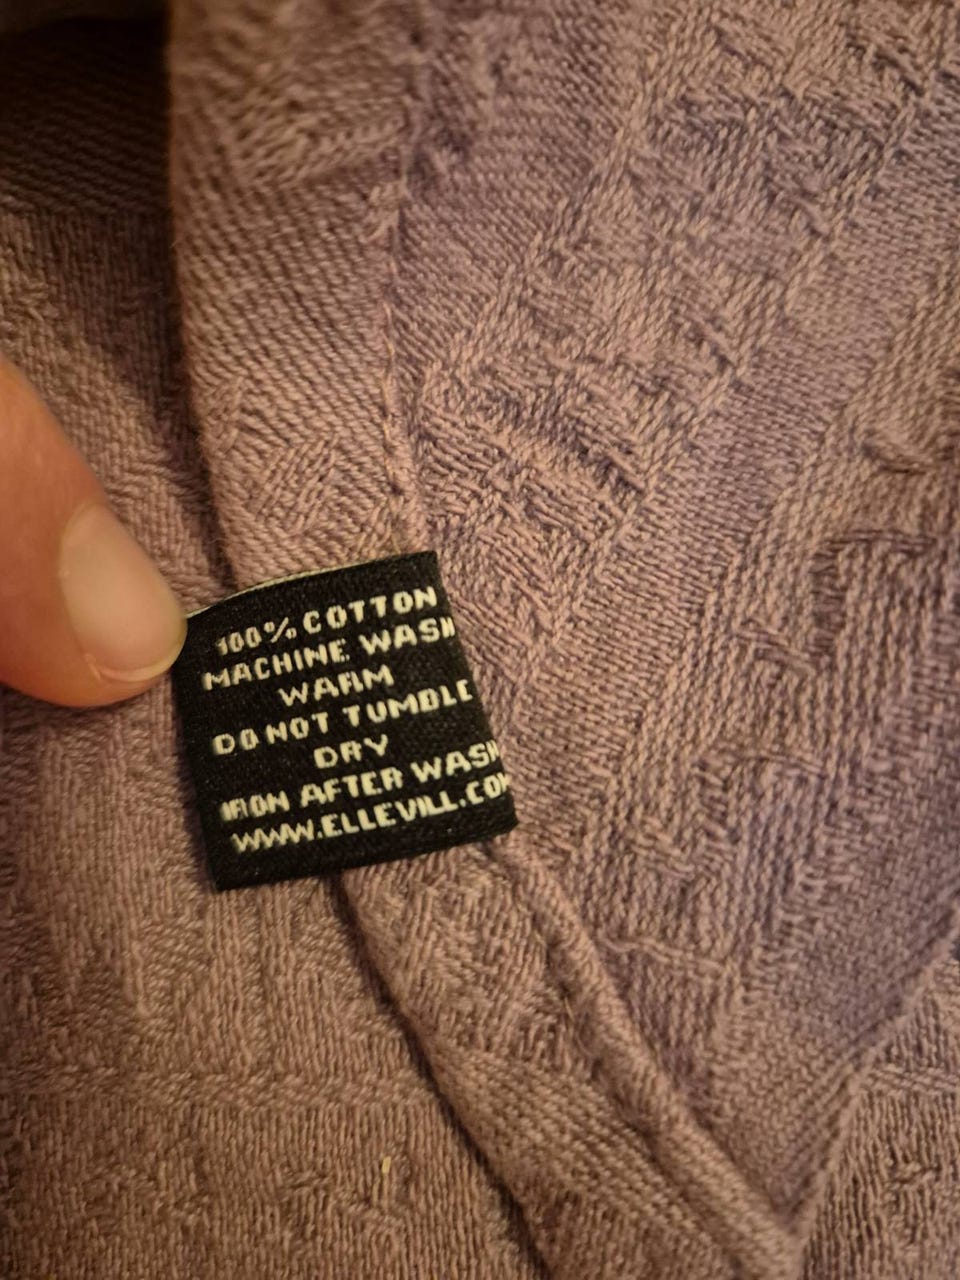 100% COTTON
MACHINE WASH
WARM
DO NOT TUMBLE
DRY
IRON AFTER WASH
WWW.ELLEVILL.COM